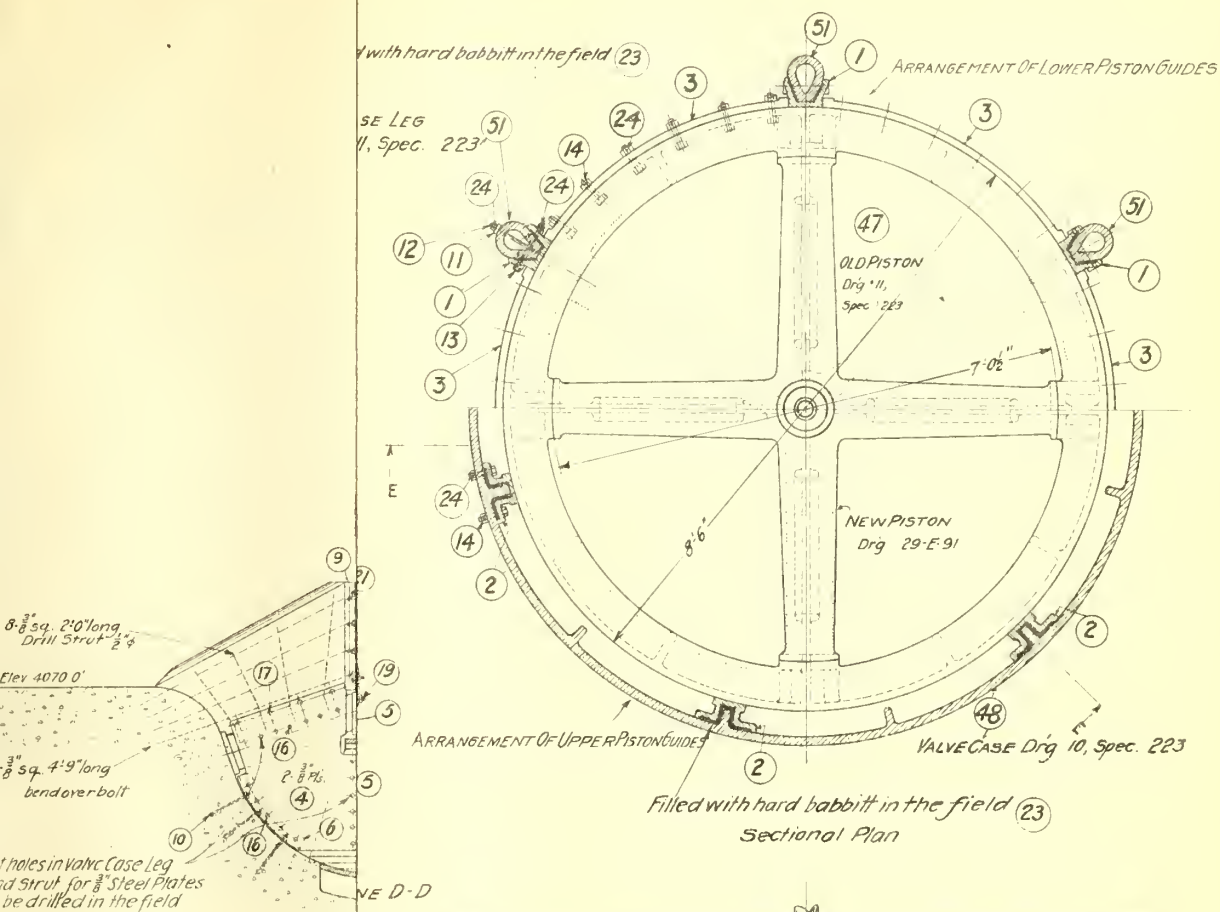 d with hard babbitt in the field 23
51
1
ARRANGEMENT OF LOWER PISTON GUIDES
3
SE LEG
11, Spec. 223
51
24
14
3
24
24
51
12
11
1
13
1
47
OLD PISTON
Drg #11,
Spec 223
3
3
7'-0½"
E
24
14
2
8'-6"
NEW PISTON
Drg 29-E-91
2
E
48
VALVE CASE Drg 10, Spec. 223
ARRANGEMENT OF UPPER PISTON GUIDES
2
Filled with hard babbitt in the field 23
Sectional Plan
9
21
8-⅜" sq. 2'-0" long
Drill Strut ½"φ
Elev 4070 0'
17
19
5
16
⅜" sq. 4'-9" long
bend over bolt
2-⅜" Pls.
4
5
6
10
16
t holes in Valve Case Leg
nd Strut for ⅜" Steel Plates
be drilled in the field
NE D-D